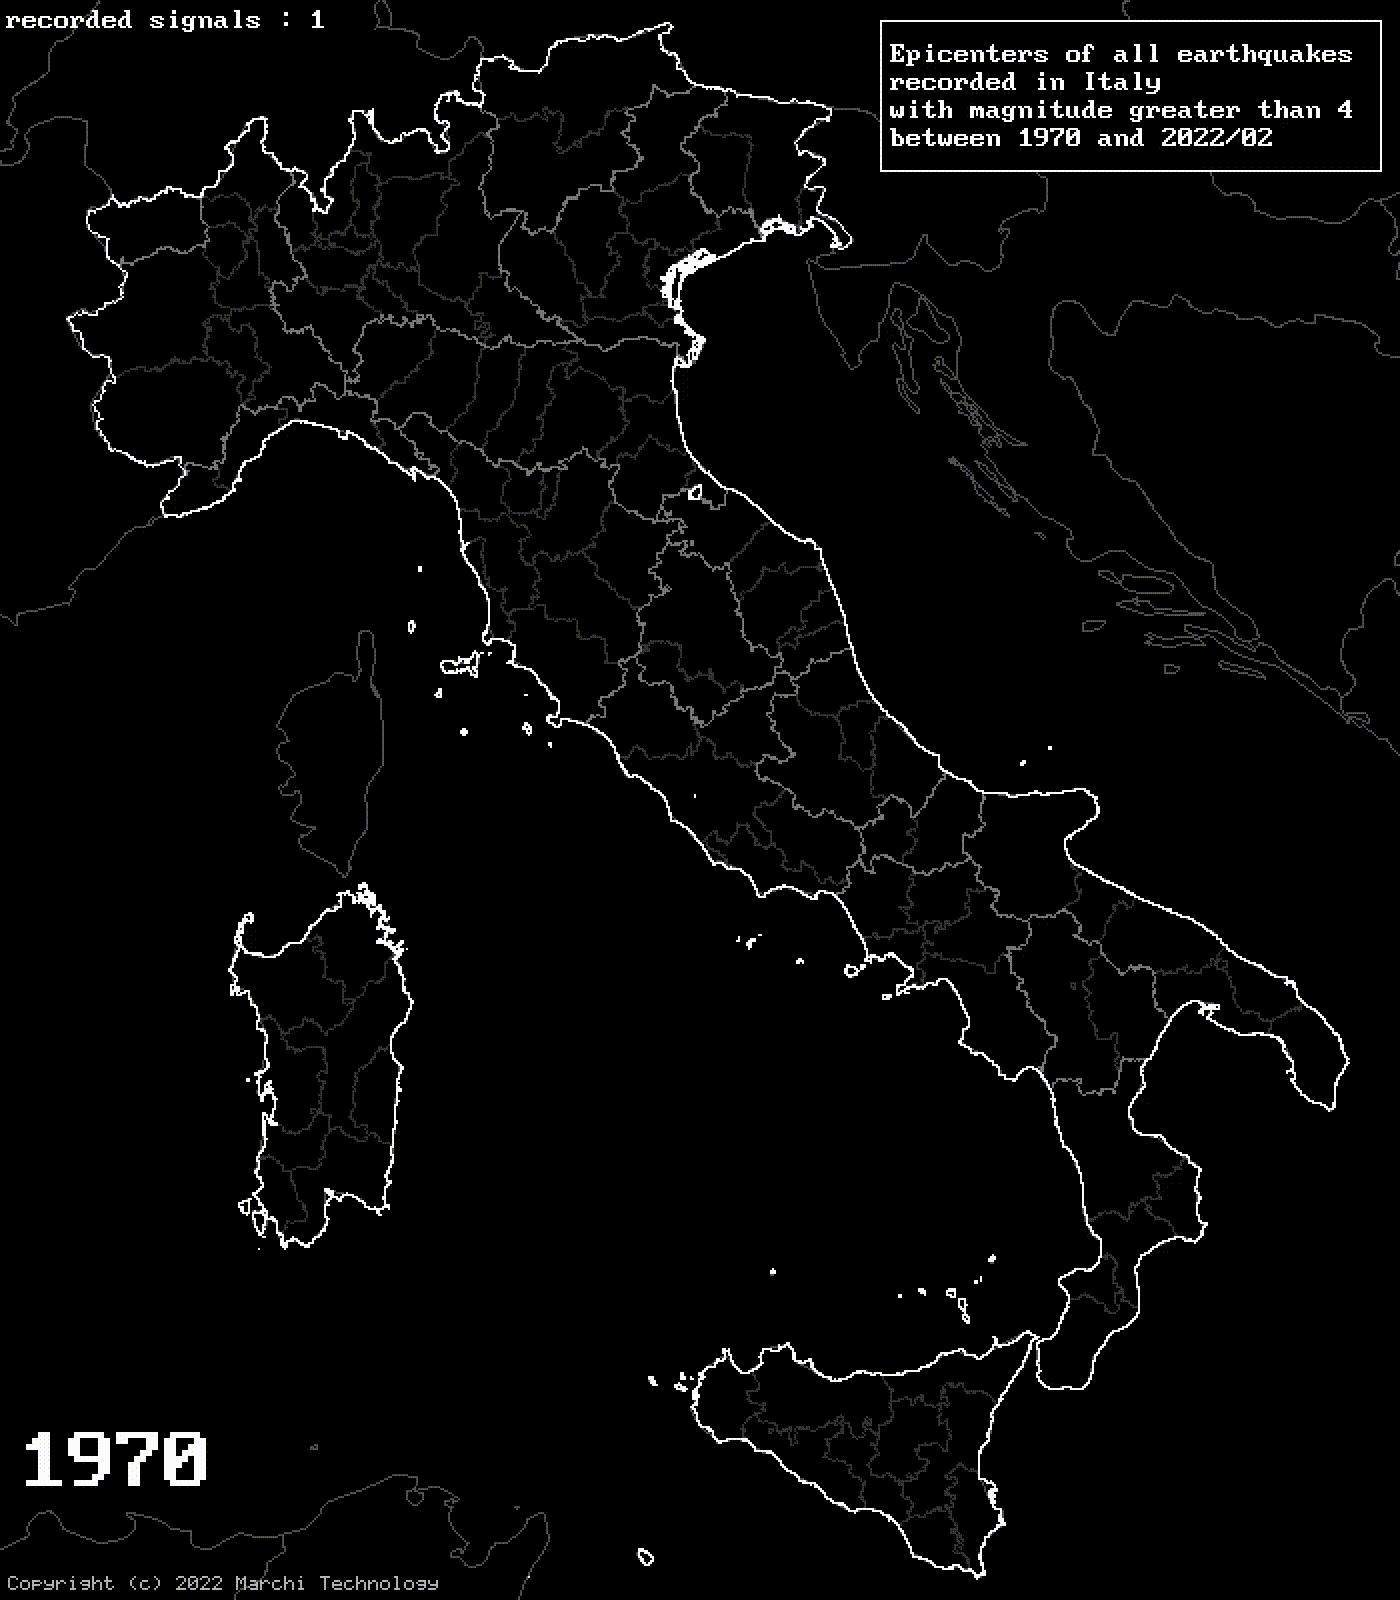 recorded signals : 1
Epicenters of all earthquakes
recorded in Italy
with magnitude greater than 4
between 1970 and 2022/02
1970
Copyright (c) 2022 Marchi Technology